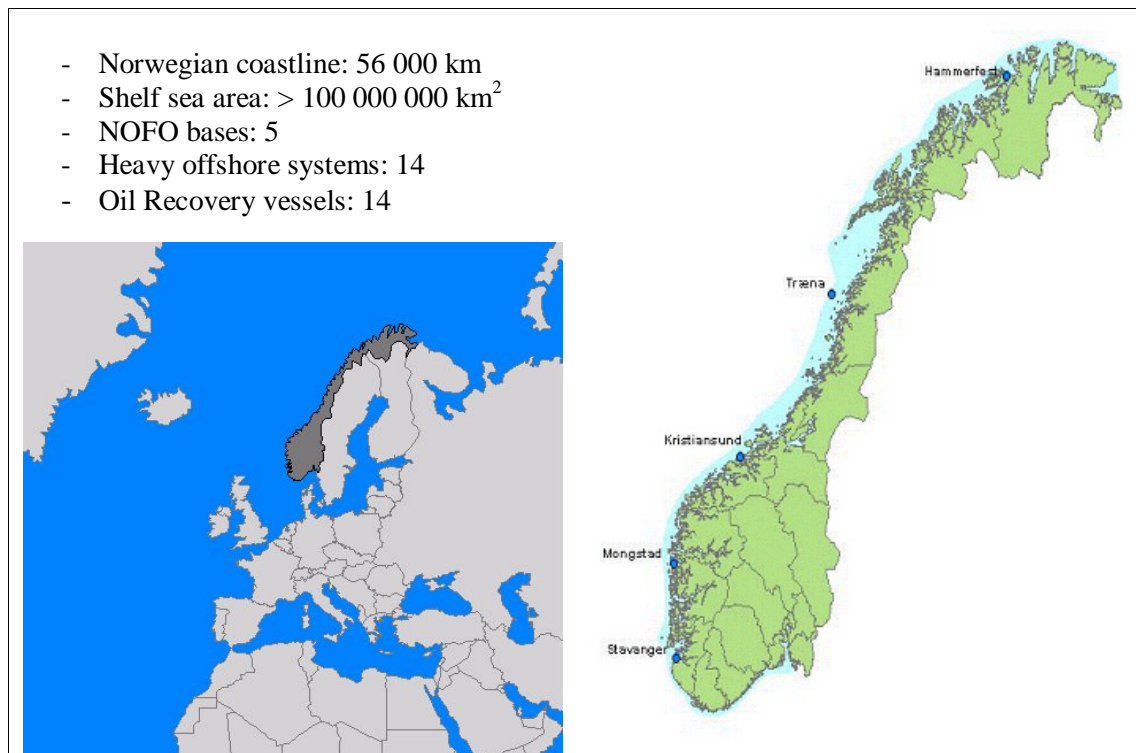 - Norwegian coastline: 56 000 km
- Shelf sea area: > 100 000 000 km²
- NOFO bases: 5
- Heavy offshore systems: 14
- Oil Recovery vessels: 14
Hammerfest
Træna
Kristiansund
Mongstad
Stavanger